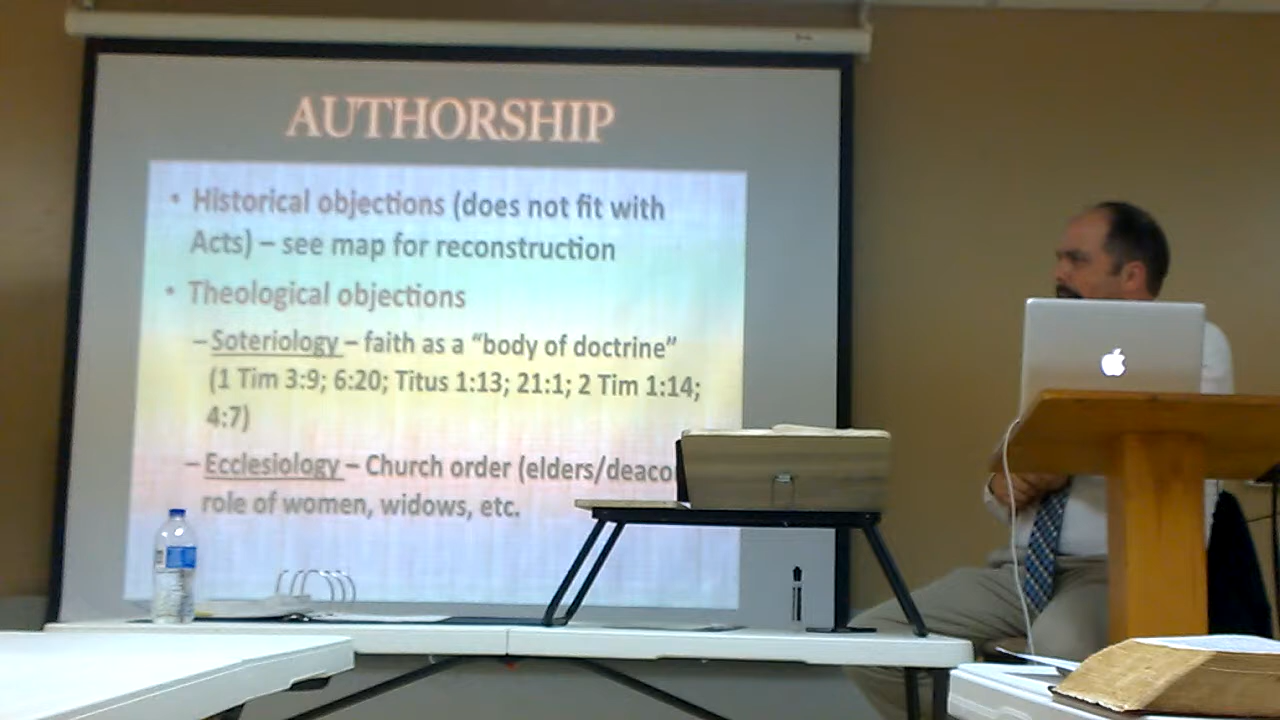 AUTHORSHIP
• Historical objections (does not fit with
Acts) – see map for reconstruction
• Theological objections
– Soteriology – faith as a “body of doctrine”
(1 Tim 3:9; 6:20; Titus 1:13; 21:1; 2 Tim 1:14;
4:7)
– Ecclesiology – Church order (elders/deaco
role of women, widows, etc.